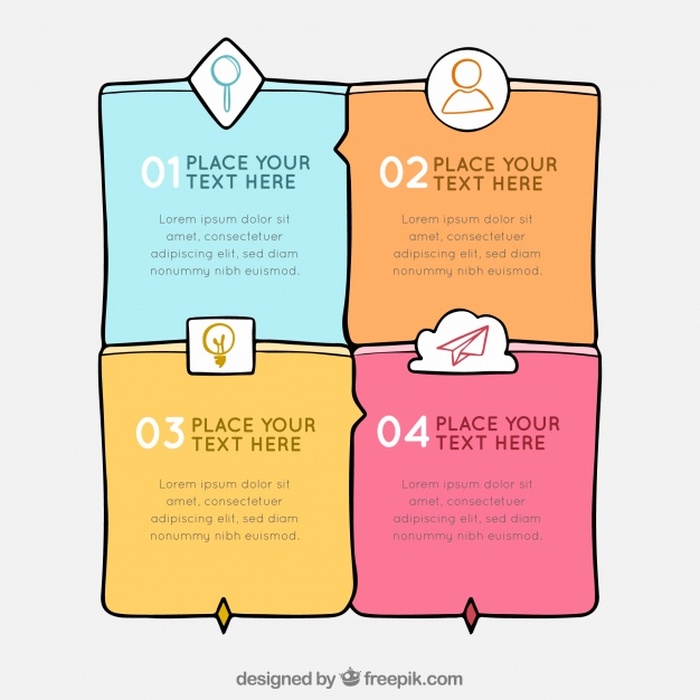 01 PLACE YOUR
TEXT HERE
Lorem ipsum dolor sit
amet, consectetuer
adipiscing elit, sed diam
nonummy nibh euismod.
02 PLACE YOUR
TEXT HERE
Lorem ipsum dolor sit
amet, consectetuer
adipiscing elit, sed diam
nonummy nibh euismod.
03 PLACE YOUR
TEXT HERE
Lorem ipsum dolor sit
amet, consectetuer
adipiscing elit, sed diam
nonummy nibh euismod.
04 PLACE YOUR
TEXT HERE
Lorem ipsum dolor sit
amet, consectetuer
adipiscing elit, sed diam
nonummy nibh euismod.
designed by freepik.com